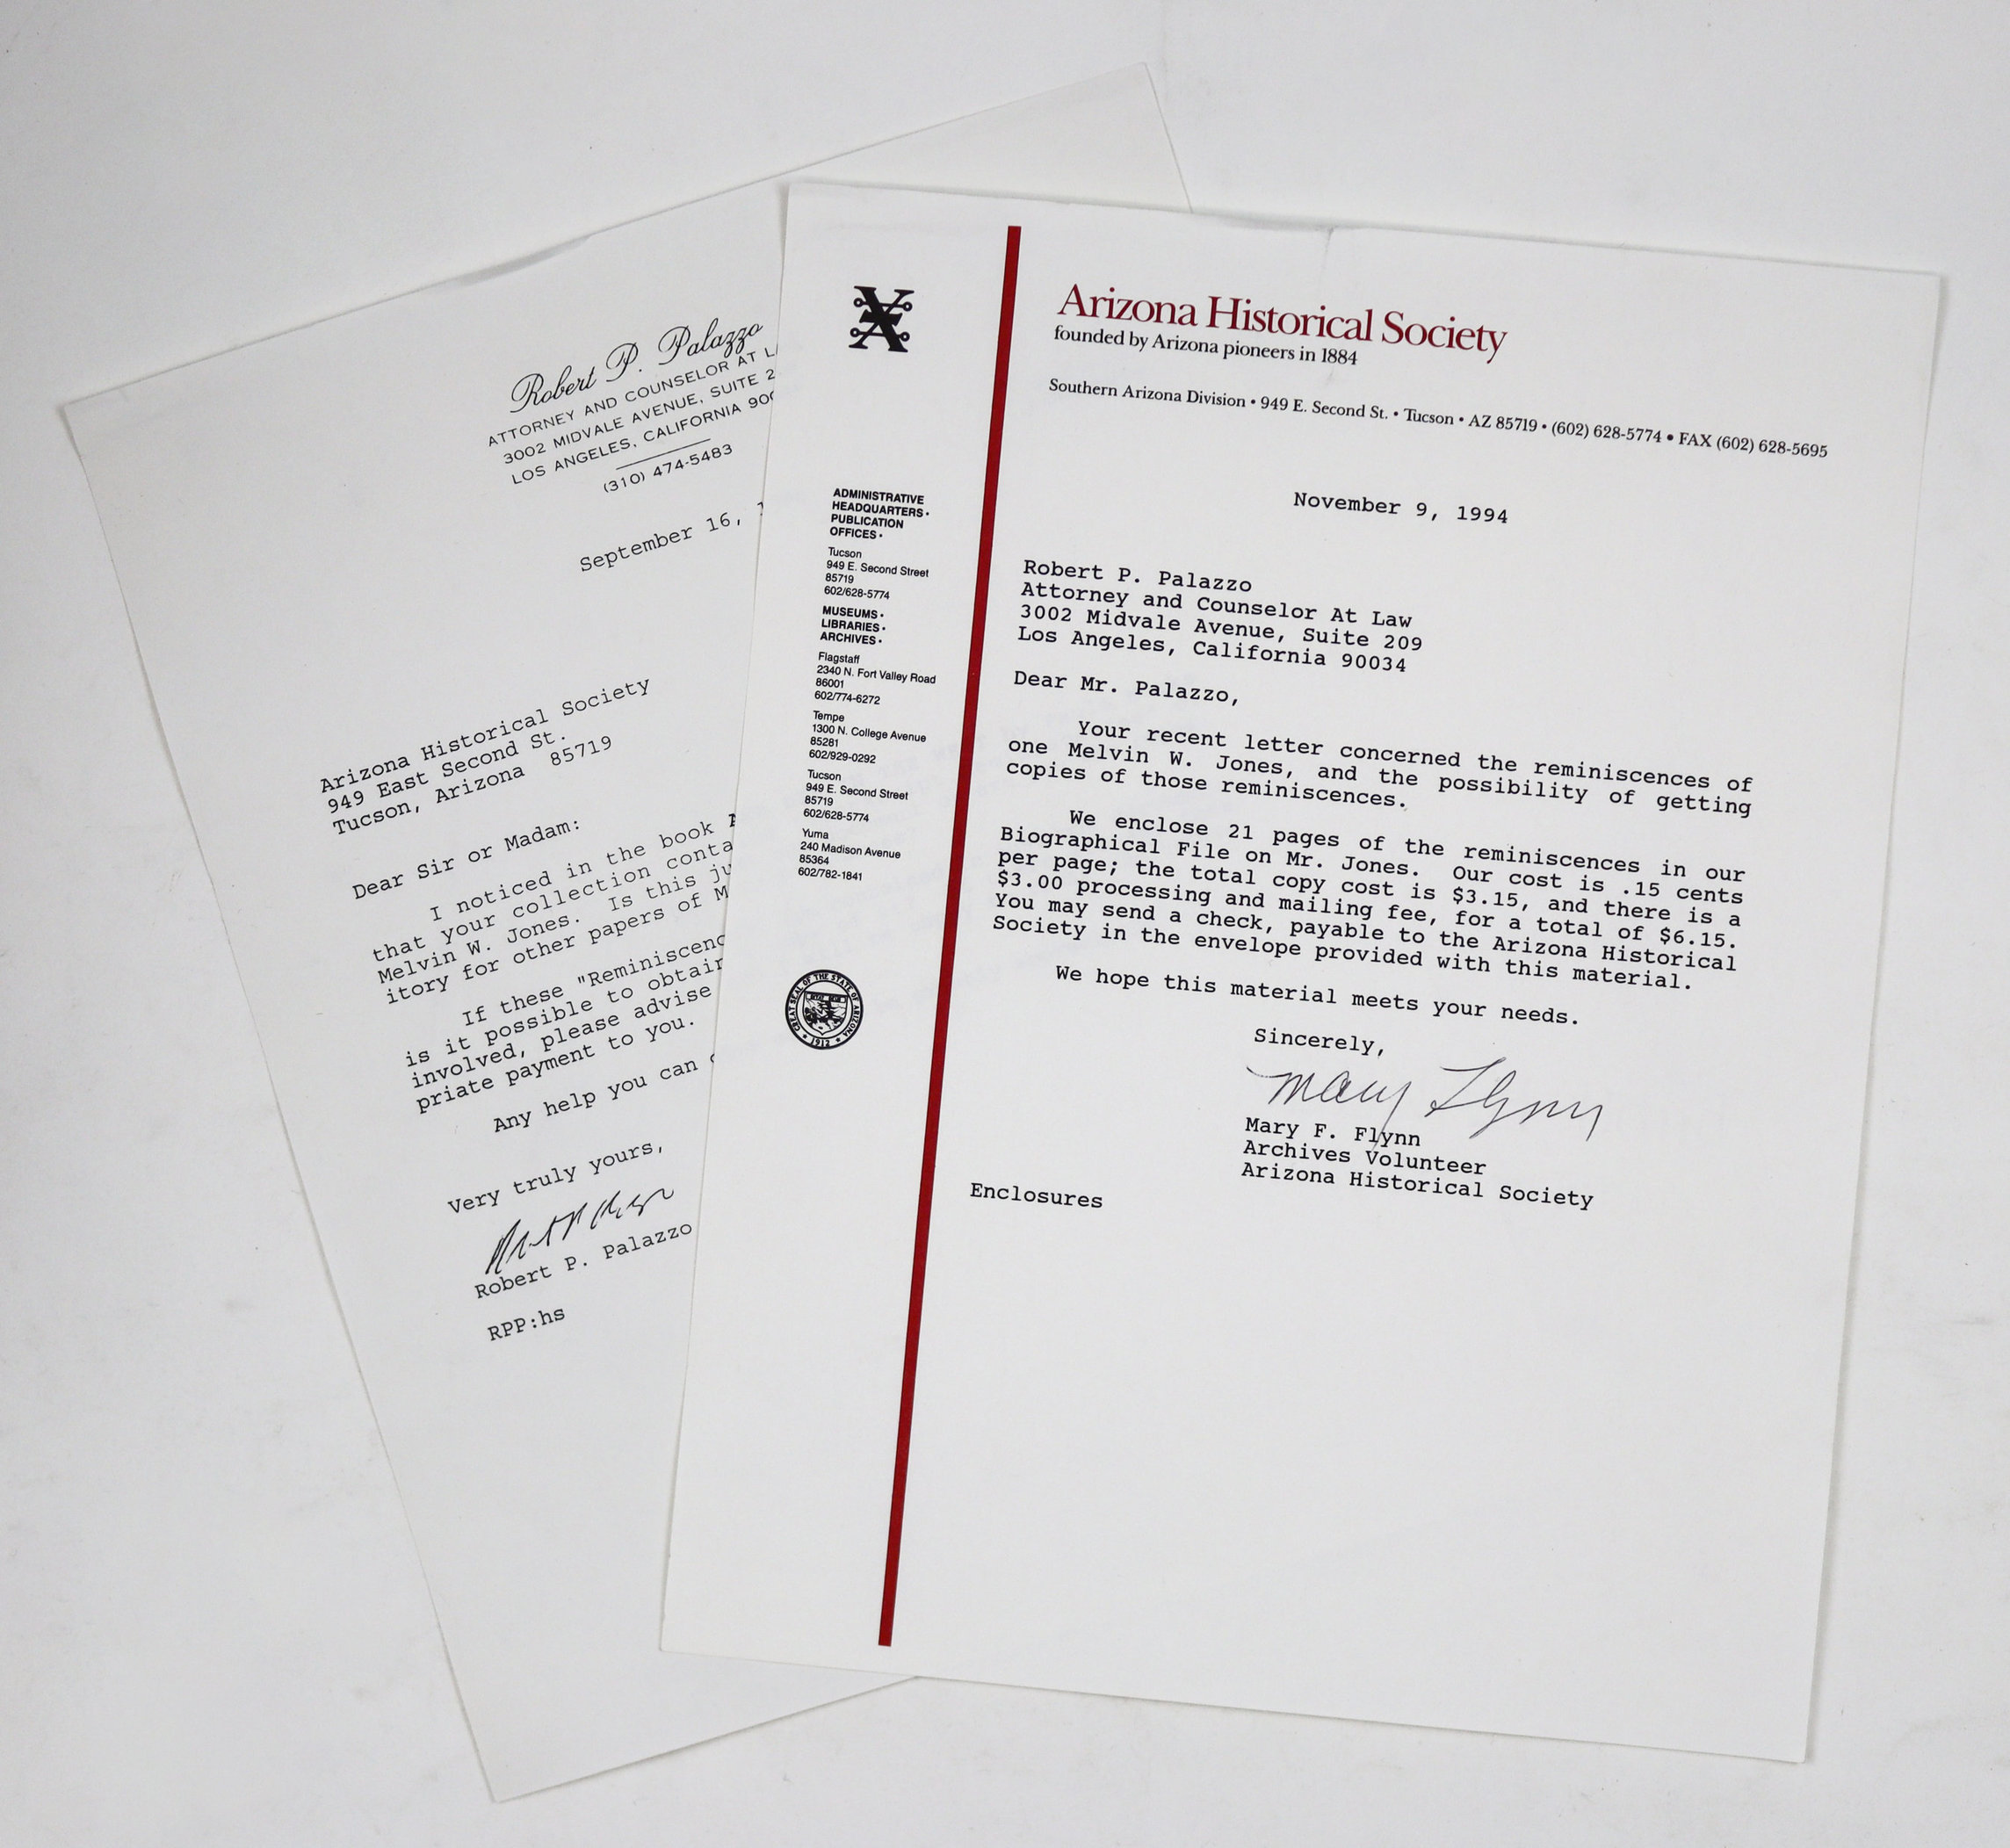 Robert P. Palazzo
ATTORNEY AND COUNSELOR AT
3002 MIDVALE AVENUE, SUITE
LOS ANGELES, CALIFORNIA
(310) 474-5483
September 16,
Arizona Historical Society
949 East Second St.
Tucson, Arizona 85719
Dear Sir or Madam:
I noticed in the book
that your collection
Melvin W. Jones. Is this
itory for other papers of
If these "Reminiscenc
is it possible to obtain
involved, please advise
priate payment to you.
Any help you can
Very truly yours,
Robert P. Palazzo
RPP:hs
Arizona Historical Society
founded by Arizona pioneers in 1884
Southern Arizona Division • 949 E. Second St. • Tucson • AZ 85719 • (602) 628-5774 • FAX (602) 628-5695
ADMINISTRATIVE
HEADQUARTERS•
PUBLICATION
OFFICES•
Tucson
949 E. Second Street
85719
602/628-5774
MUSEUMS•
LIBRARIES•
ARCHIVES•
Flagstaff
2340 N. Fort Valley Road
86001
602/774-6272
Tempe
1300 N. College Avenue
85281
602/929-0292
Tucson
949 E. Second Street
85719
602/628-5774
Yuma
240 Madison Avenue
85364
602/782-1841
GREAT SEAL OF THE STATE OF ARIZONA
1912
November 9, 1994
Robert P. Palazzo
Attorney and Counselor At Law
3002 Midvale Avenue, Suite 209
Los Angeles, California 90034
Dear Mr. Palazzo,
Your recent letter concerned the reminiscences of
one Melvin W. Jones, and the possibility of getting
copies of those reminiscences.
We enclose 21 pages of the reminiscences in our
Biographical File on Mr. Jones. Our cost is .15 cents
per page; the total copy cost is $3.15, and there is a
$3.00 processing and mailing fee, for a total of $6.15.
You may send a check, payable to the Arizona Historical
Society in the envelope provided with this material.
We hope this material meets your needs.
Sincerely,
Mary Flynn
Mary F. Flynn
Archives Volunteer
Arizona Historical Society
Enclosures